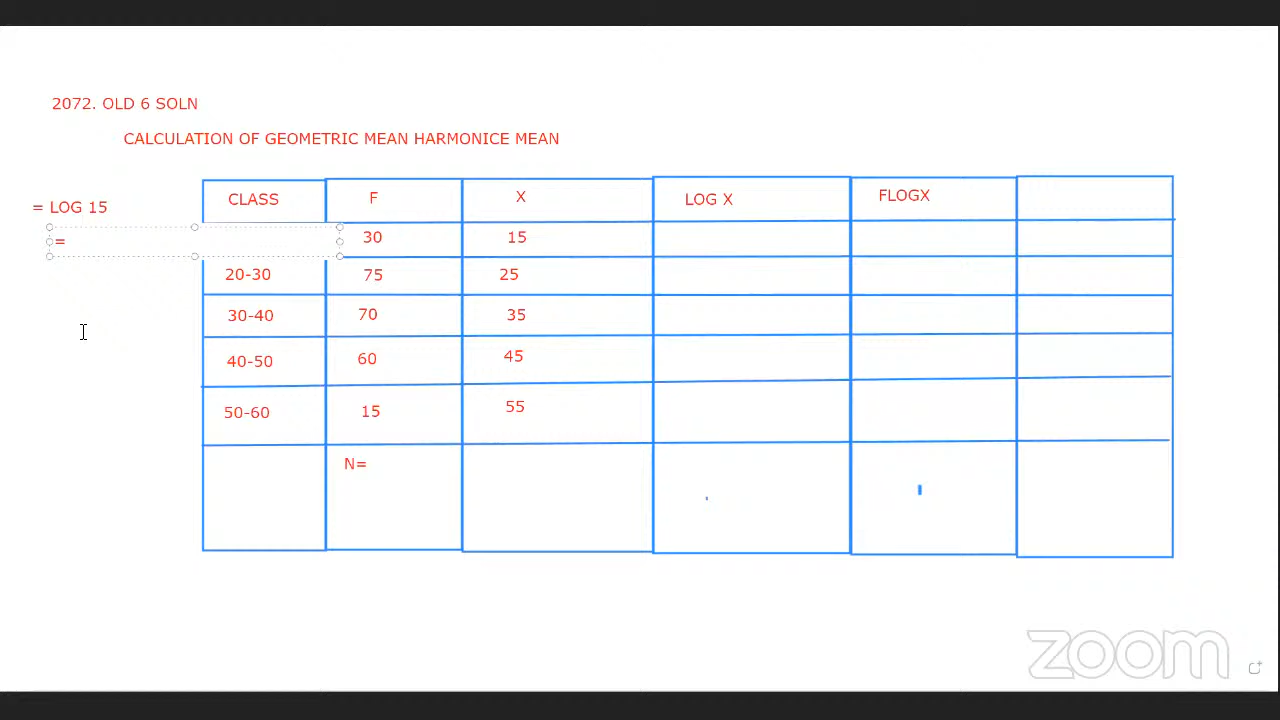 2072. OLD 6 SOLN
CALCULATION OF GEOMETRIC MEAN HARMONICE MEAN
= LOG 15
=
CLASS F X LOG X FLOGX
30 15
20-30 75 25
30-40 70 35
40-50 60 45
50-60 15 55
N=
zoom